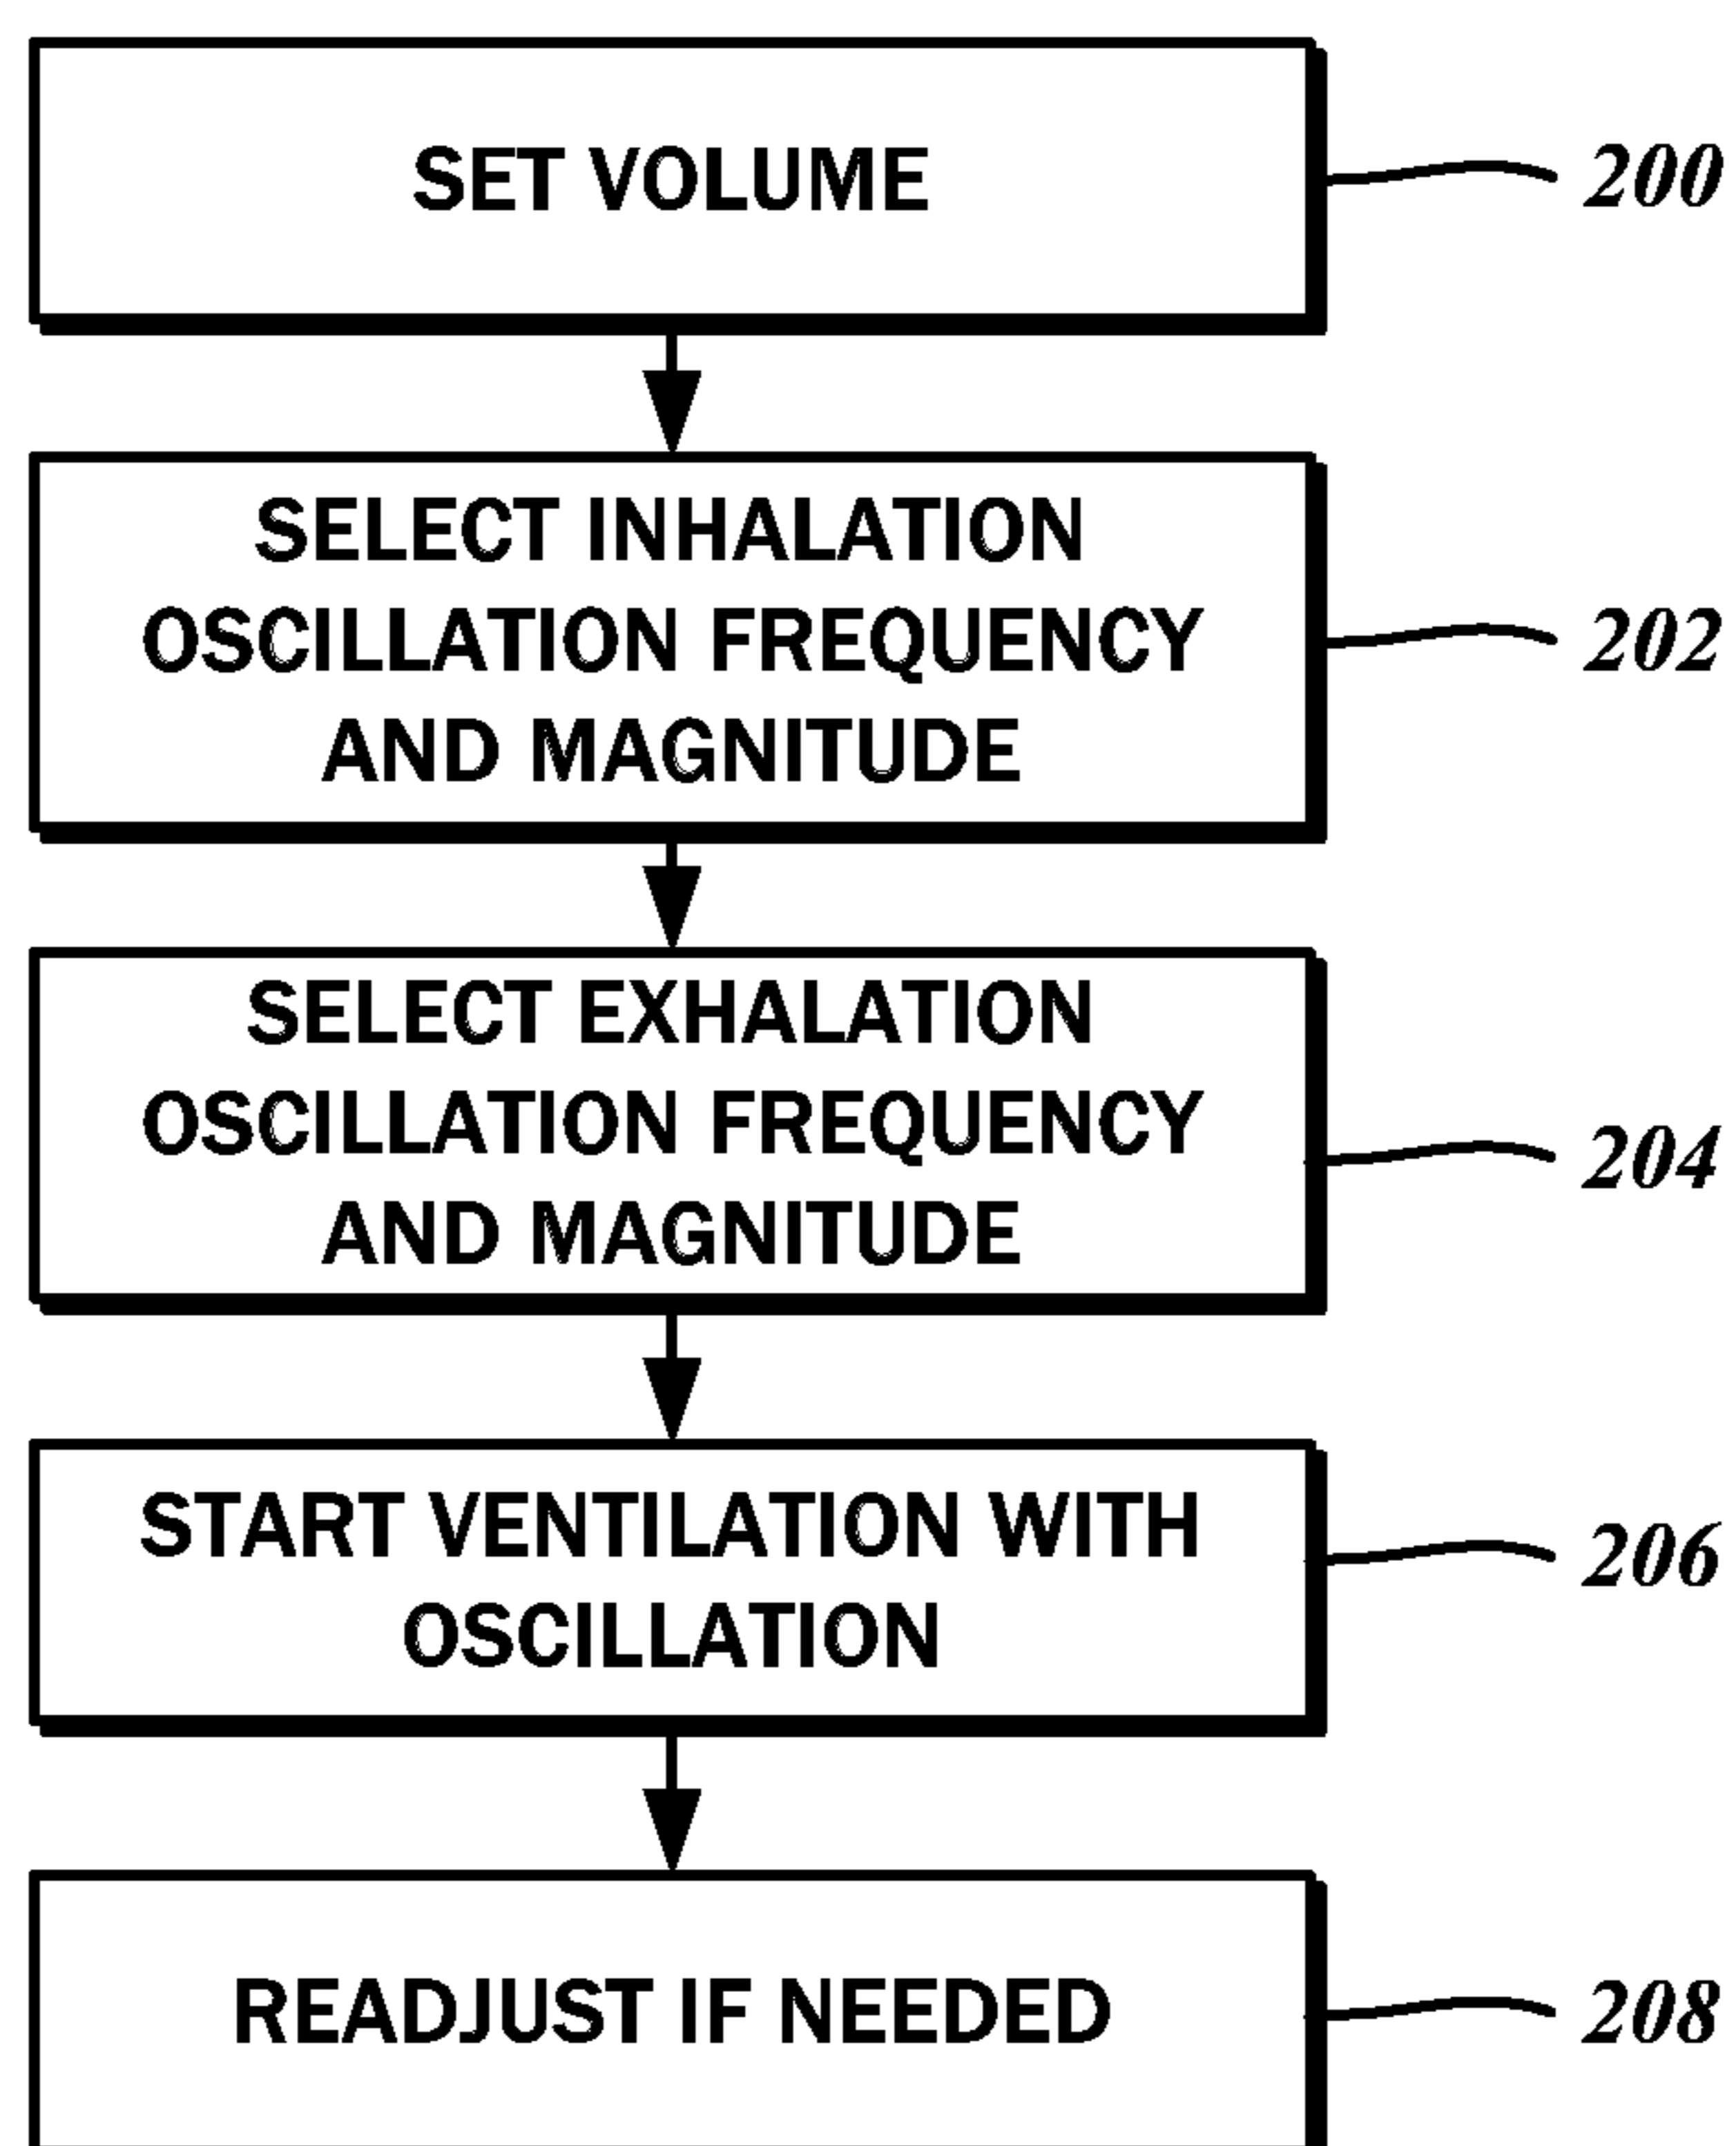 SET VOLUME
200
SELECT INHALATION
OSCILLATION FREQUENCY
AND MAGNITUDE
202
SELECT EXHALATION
OSCILLATION FREQUENCY
AND MAGNITUDE
204
START VENTILATION WITH
OSCILLATION
206
READJUST IF NEEDED
208